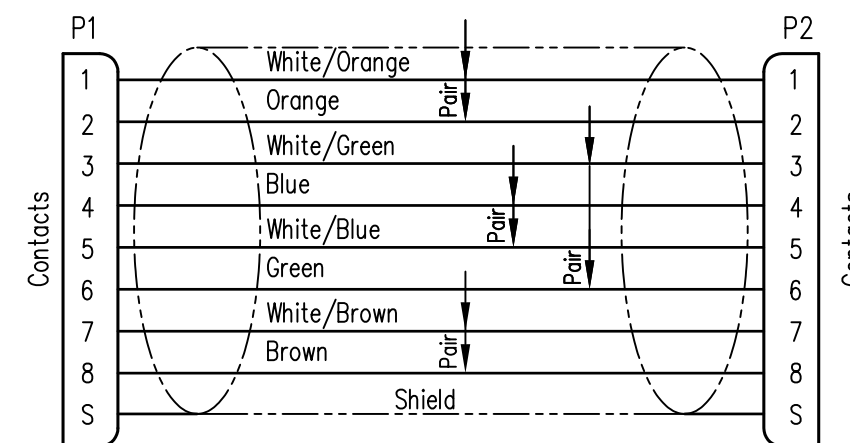 P1
P2
White/Orange
1
1
Orange
Pair
2
2
White/Green
3
3
Blue
4
4
Contacts
White/Blue
Pair
5
5
Green
Pair
6
6
White/Brown
7
7
Brown
Pair
8
8
Shield
S
S